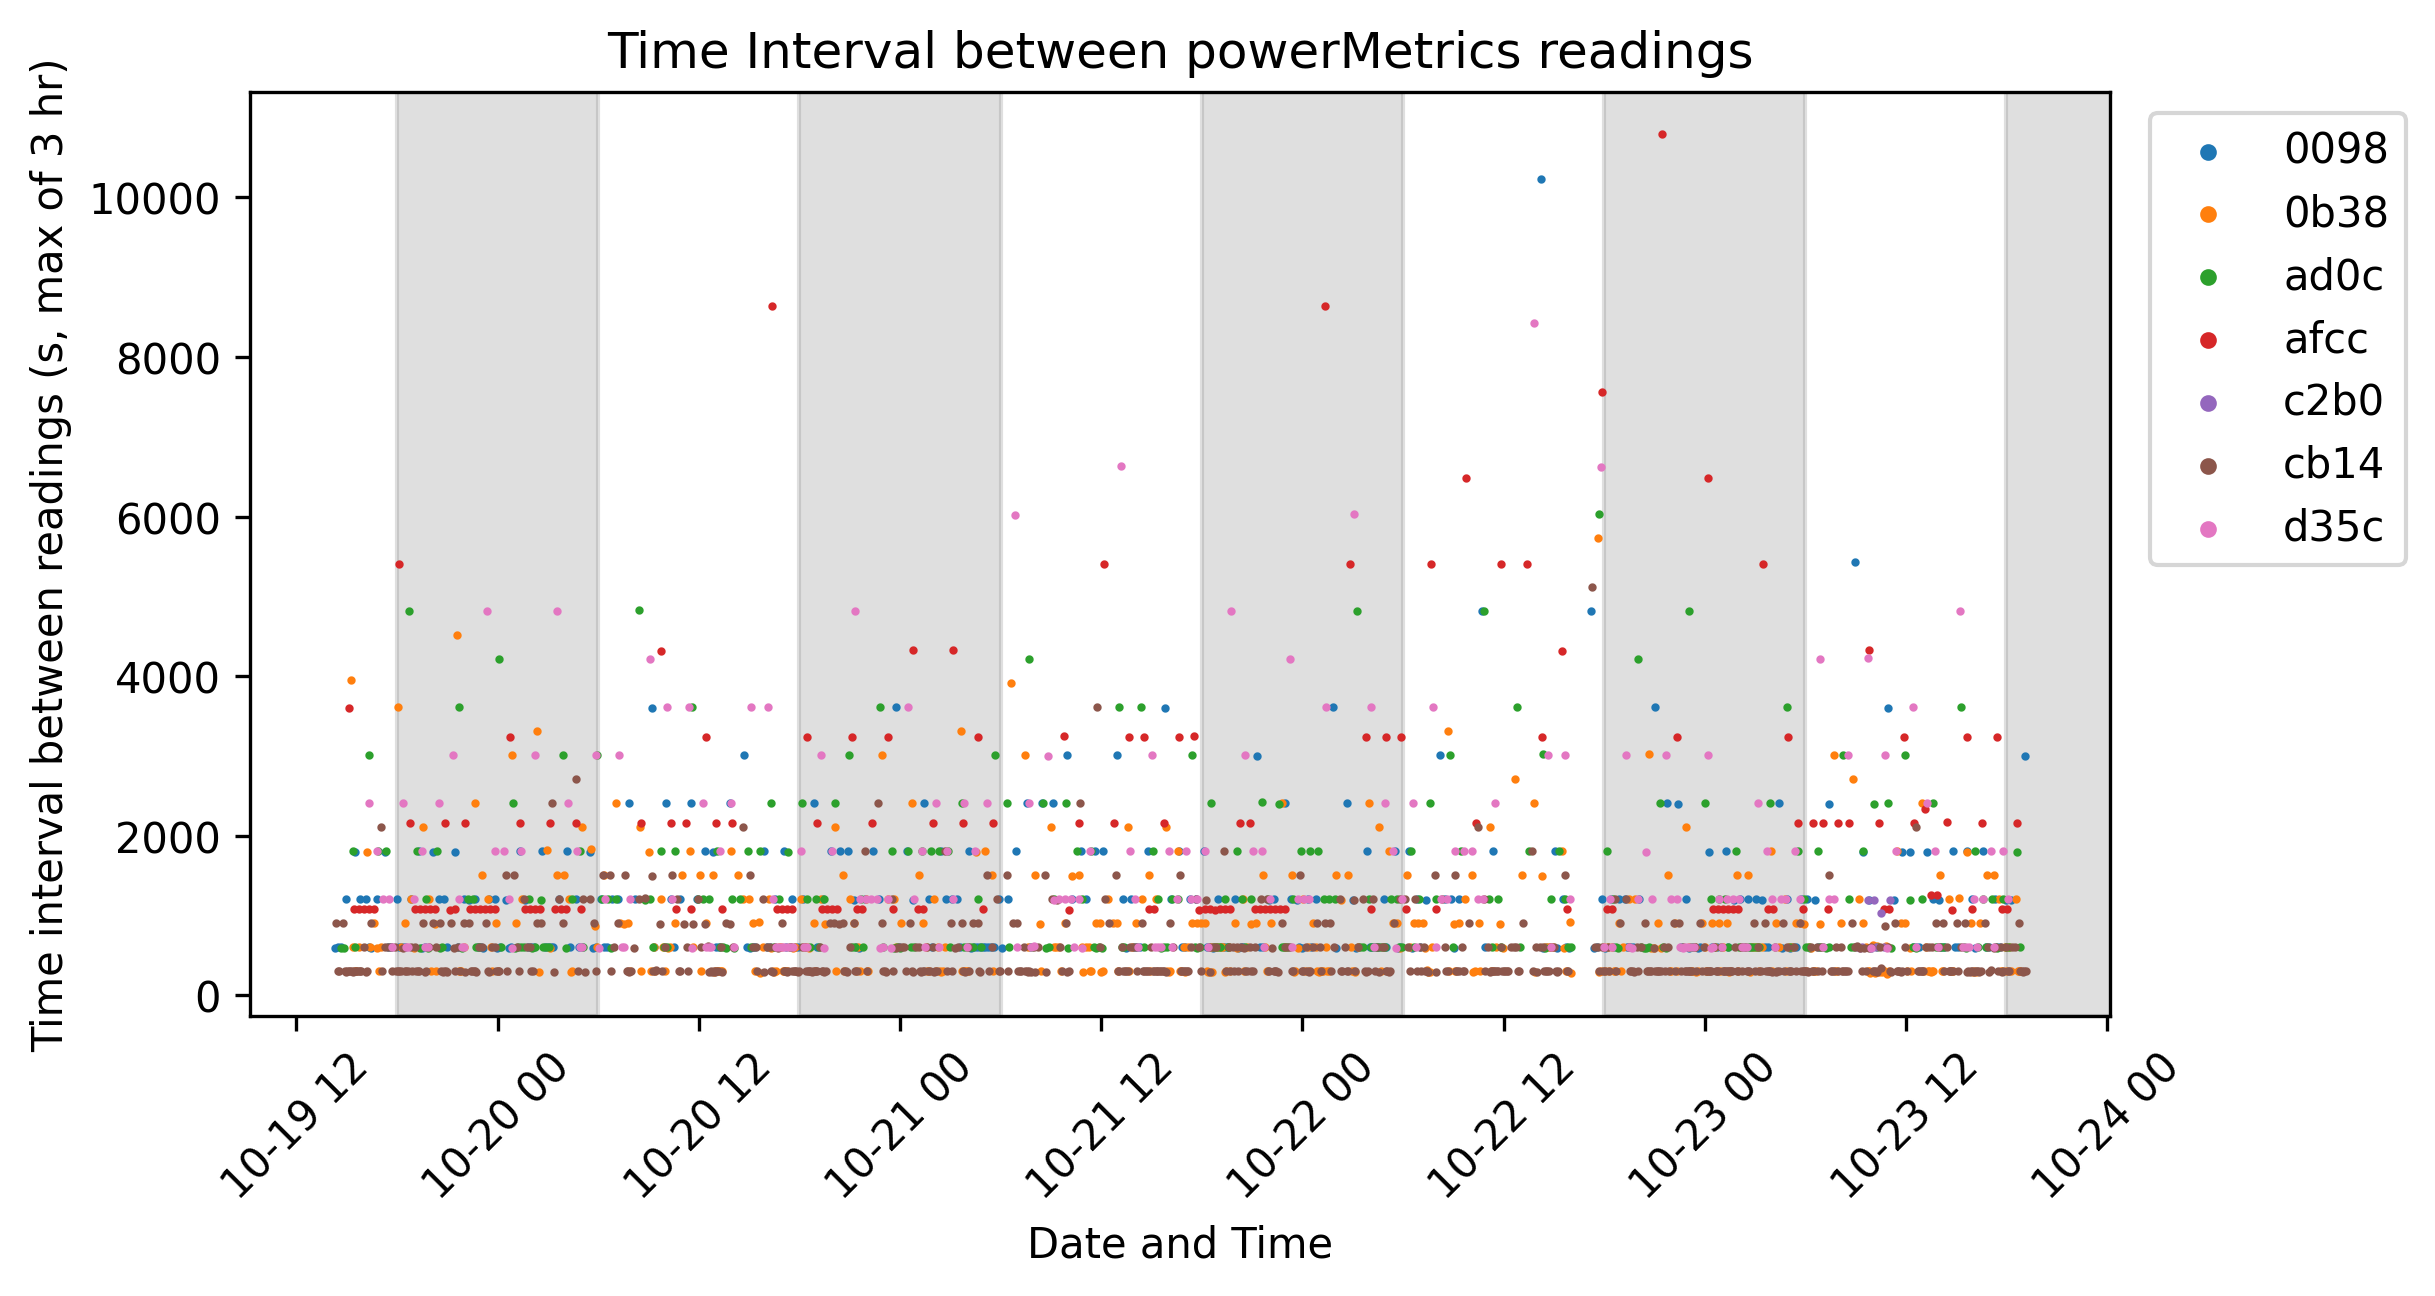 Time Interval between powerMetrics readings
Time interval between readings (s, max of 3 hr)
10000
8000
6000
4000
2000
0
10-19 12
10-20 00
10-20 12
10-21 00
10-21 12
10-22 00
10-22 12
10-23 00
10-23 12
10-24 00
Date and Time
0098
0b38
ad0c
afcc
c2b0
cb14
d35c